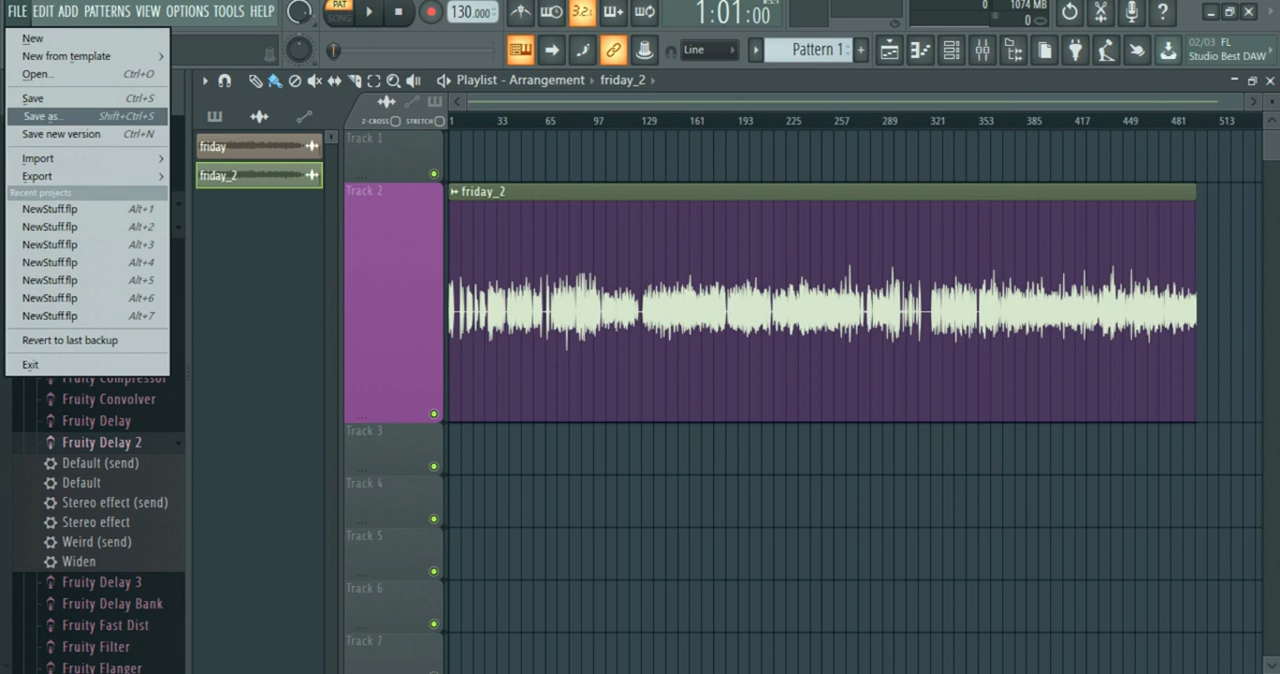 FILE EDIT ADD PATTERNS VIEW OPTIONS TOOLS HELP
PAT
SONG
130.000
3.2.
1:01:00
0
1074 MB
0
New
New from template
Open... Ctrl+O
Save Ctrl+S
Save as... Shift+Ctrl+S
Save new version Ctrl+N
Import
Export
Recent projects
NewStuff.flp Alt+1
NewStuff.flp Alt+2
NewStuff.flp Alt+3
NewStuff.flp Alt+4
NewStuff.flp Alt+5
NewStuff.flp Alt+6
NewStuff.flp Alt+7
Revert to last backup
Exit
Line
Pattern 1
02/03 FL
Studio Best DAW
Playlist - Arrangement friday_2
Z-CROSS STRETCH
1 33 65 97 129 161 193 225 257 289 321 353 385 417 449 481 513
friday
friday_2
Track 1
Track 2
friday_2
Track 3
Track 4
Track 5
Track 6
Track 7
Fruity Compressor
Fruity Convolver
Fruity Delay
Fruity Delay 2
Default (send)
Default
Stereo effect (send)
Stereo effect
Weird (send)
Widen
Fruity Delay 3
Fruity Delay Bank
Fruity Fast Dist
Fruity Filter
Fruity Flanger